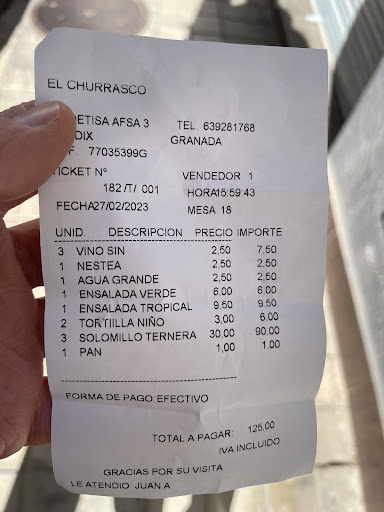 EL CHURRASCO
ETISA AFSA 3 TEL. 639281768
DIX GRANADA
F. 77035399G
TICKET Nº VENDEDOR 1
182 /T/ 001 HORA15:59:43
FECHA27/02/2023 MESA 18
UNID. DESCRIPCION PRECIO IMPORTE
3 VINO SIN 2,50 7,50
1 NESTEA 2,50 2,50
1 AGUA GRANDE 2,50 2,50
1 ENSALADA VERDE 6,00 6,00
1 ENSALADA TROPICAL 9,50 9,50
2 TORTIILLA NIÑO 3,00 6,00
3 SOLOMILLO TERNERA 30,00 90,00
1 PAN 1,00 1,00
FORMA DE PAGO:EFECTIVO
TOTAL A PAGAR: 125,00
IVA INCLUIDO
GRACIAS POR SU VISITA
LE ATENDIO JUAN A